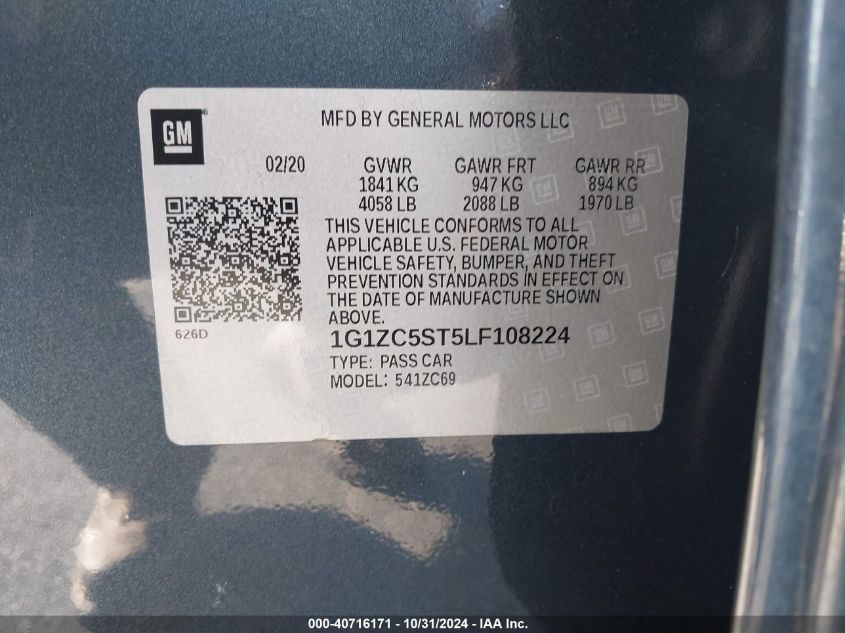 GM
®
MFD BY GENERAL MOTORS LLC
02/20 GVWR GAWR FRT GAWR RR
1841 KG 947 KG 894 KG
4058 LB 2088 LB 1970 LB
THIS VEHICLE CONFORMS TO ALL
APPLICABLE U.S. FEDERAL MOTOR
VEHICLE SAFETY, BUMPER, AND THEFT
PREVENTION STANDARDS IN EFFECT ON
THE DATE OF MANUFACTURE SHOWN
ABOVE.
626D
1G1ZC5ST5LF108224
TYPE: PASS CAR
MODEL: 541ZC69
000-40716171 - 10/31/2024 - IAA Inc.